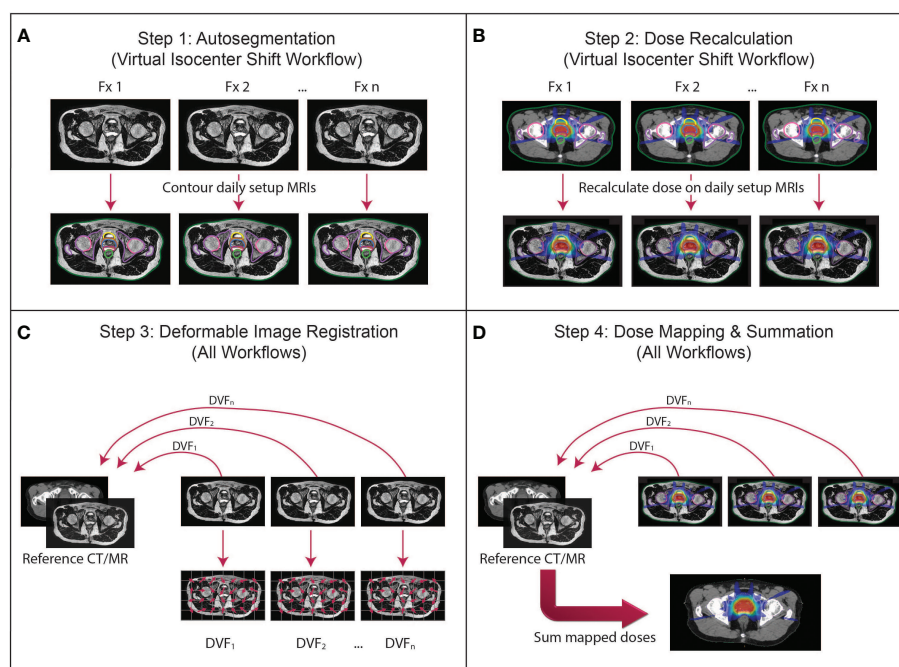 A
Step 1: Autosegmentation
(Virtual Isocenter Shift Workflow)
Fx 1
Fx 2
...
Fx n
Contour daily setup MRIs
B
Step 2: Dose Recalculation
(Virtual Isocenter Shift Workflow)
Fx 1
Fx 2
...
Fx n
Recalculate dose on daily setup MRIs
C
Step 3: Deformable Image Registration
(All Workflows)
DVFn
DVF2
DVF1
Reference CT/MR
DVF1
DVF2
...
DVFn
D
Step 4: Dose Mapping & Summation
(All Workflows)
DVFn
DVF2
DVF1
Reference CT/MR
Sum mapped doses